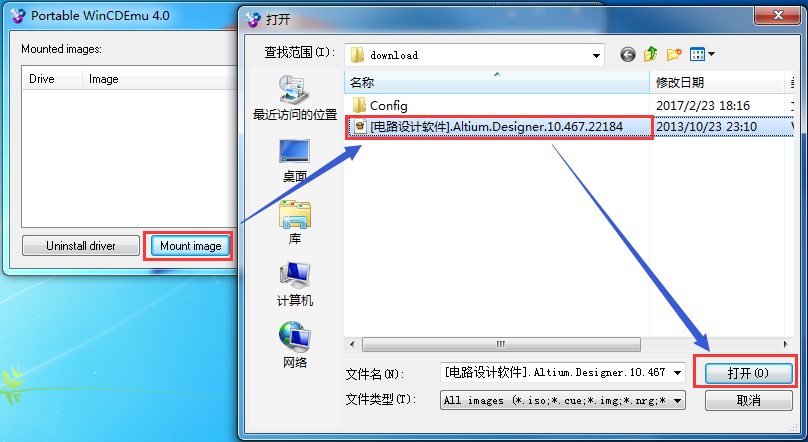 Portable WinCDEmu 4.0
Mounted images:
Drive
Image
Uninstall driver
Mount image
打开
查找范围(I):
download
最近访问的位置
桌面
库
计算机
网络
名称
修改日期
Config
2017/2/23 18:16
[电路设计软件].Altium.Designer.10.467.22184
2013/10/23 23:10
文件名(N):
[电路设计软件].Altium.Designer.10.467
打开(O)
文件类型(T):
All images (*.iso;*.cue;*.img;*.nrg;*
取消